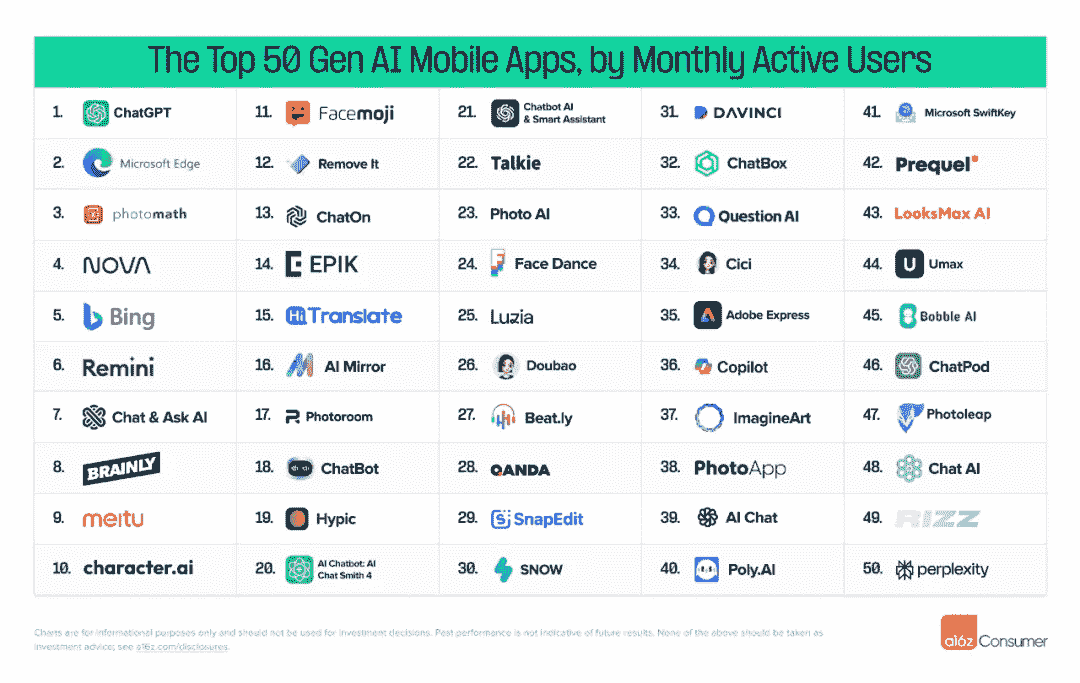 The Top 50 Gen AI Mobile Apps, by Monthly Active Users
1. ChatGPT
2. Microsoft Edge
3. photomath
4. NOVA
5. Bing
6. Remini
7. Chat & Ask AI
8. BRAINLY
9. meitu
10. character.ai
11. Facemoji
12. Remove It
13. ChatOn
14. EPIK
15. Hi Translate
16. AI Mirror
17. Photoroom
18. ChatBot
19. Hypic
20. AI Chatbot: AI
Chat Smith 4
21. Chatbot AI
& Smart Assistant
22. Talkie
23. Photo AI
24. Face Dance
25. Luzia
26. Doubao
27. Beat.ly
28. QANDA
29. SnapEdit
30. SNOW
31. DAVINCI
32. ChatBox
33. Question AI
34. Cici
35. Adobe Express
36. Copilot
37. ImagineArt
38. PhotoApp
39. AI Chat
40. Poly.AI
41. Microsoft SwiftKey
42. Prequel
43. LooksMax AI
44. U Umax
45. Bobble AI
46. ChatPod
47. Photoleap
48. Chat AI
49. RIZZ
50. perplexity
Charts are for informational purposes only and should not be used for investment decisions. Past performance is not indicative of future results. None of the above should be taken as
investment advice; see a16z.com/disclosures.
a16z Consumer